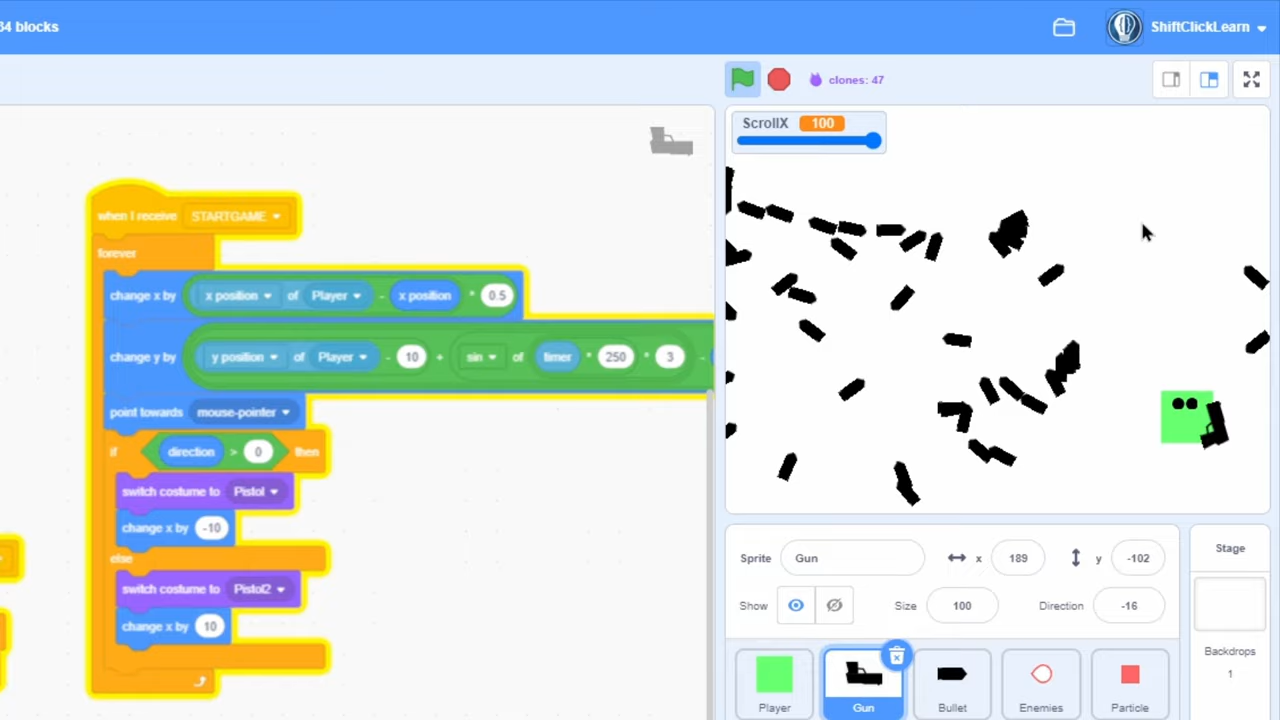 34 blocks
ShiftClickLearn
clones: 47
ScrollX 100
when I receive STARTGAME
forever
change x by x position of Player - x position * 0.5
change y by y position of Player - 10 + sin of timer * 250 * 3 -
point towards mouse-pointer
if direction > 0 then
switch costume to Pistol
change x by -10
else
switch costume to Pistol2
change x by 10
Sprite Gun x 189 y -102
Show Size 100 Direction -16
Stage
Backdrops
1
Player Gun Bullet Enemies Particle